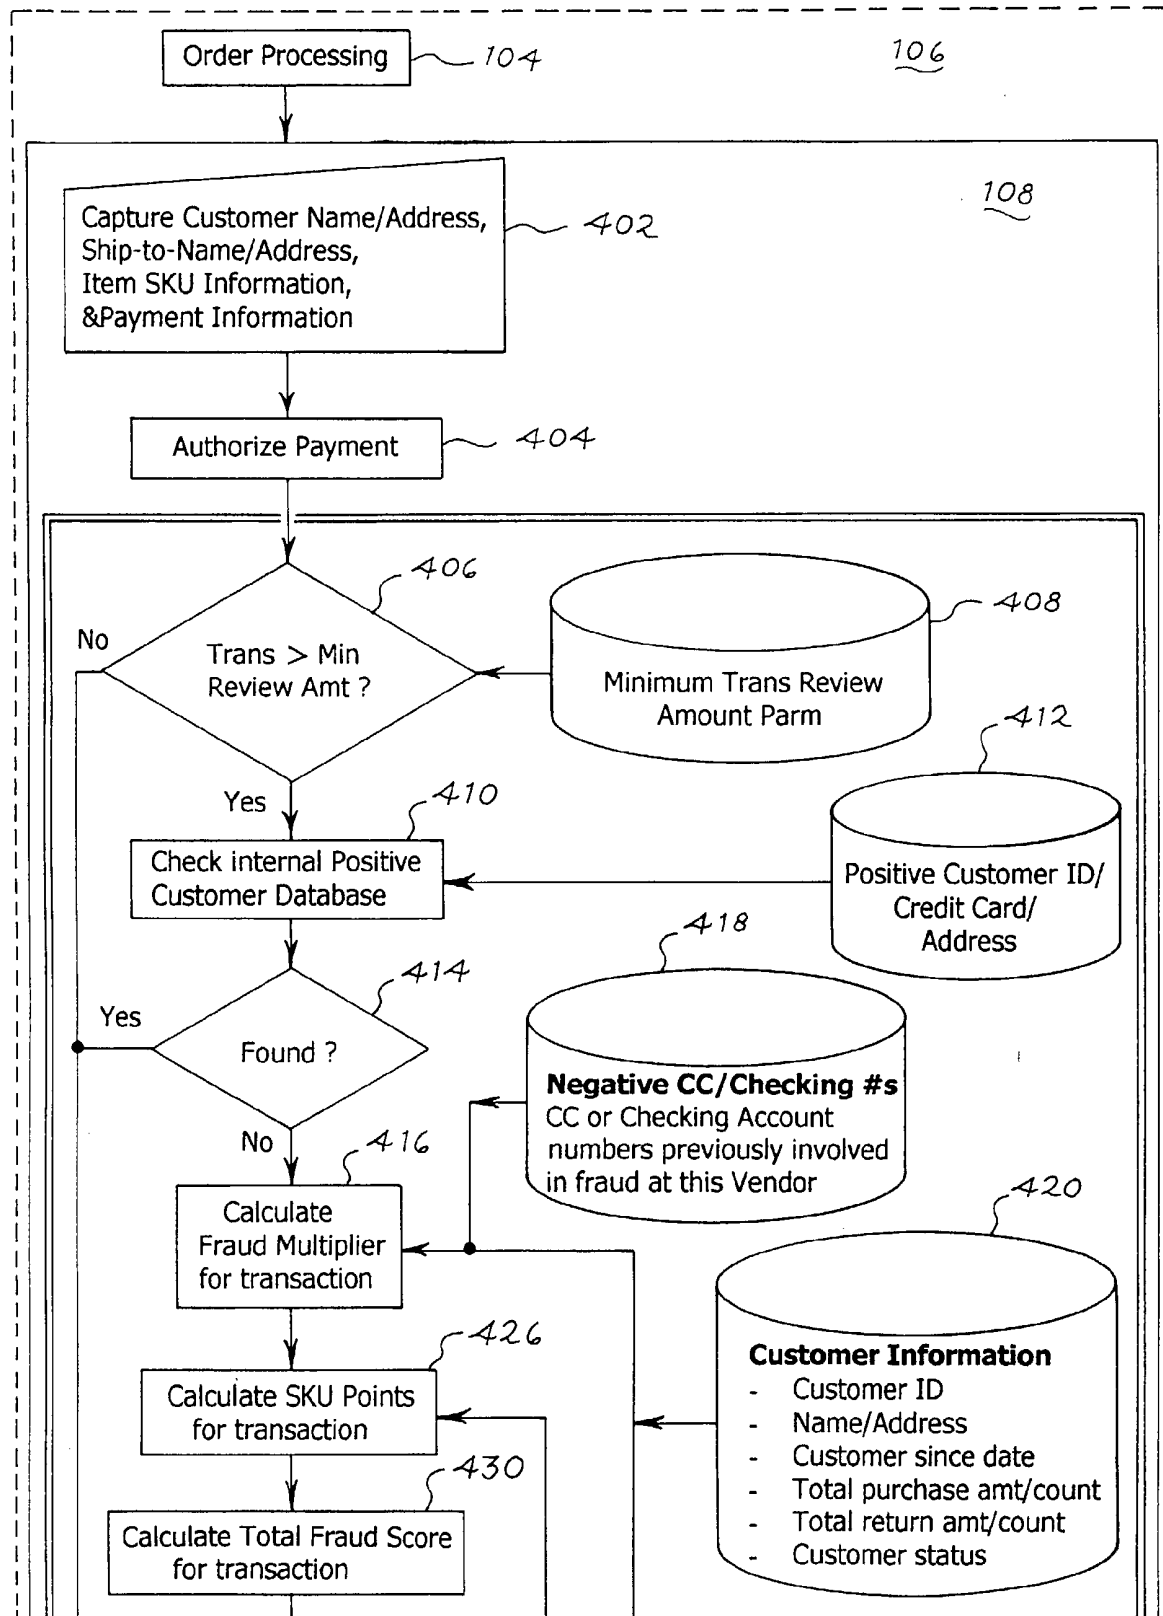 Order Processing
104
106
108
Capture Customer Name/Address,
Ship-to-Name/Address,
Item SKU Information,
&Payment Information
402
Authorize Payment
404
406
No
Trans > Min
Review Amt ?
408
Minimum Trans Review
Amount Parm
412
Yes
410
Check internal Positive
Customer Database
Positive Customer ID/
Credit Card/
Address
418
414
Yes
Found ?
Negative CC/Checking #s
CC or Checking Account
numbers previously involved
in fraud at this Vendor
No
416
420
Calculate
Fraud Multiplier
for transaction
426
Calculate SKU Points
for transaction
Customer Information
- Customer ID
- Name/Address
- Customer since date
- Total purchase amt/count
- Total return amt/count
- Customer status
430
Calculate Total Fraud Score
for transaction